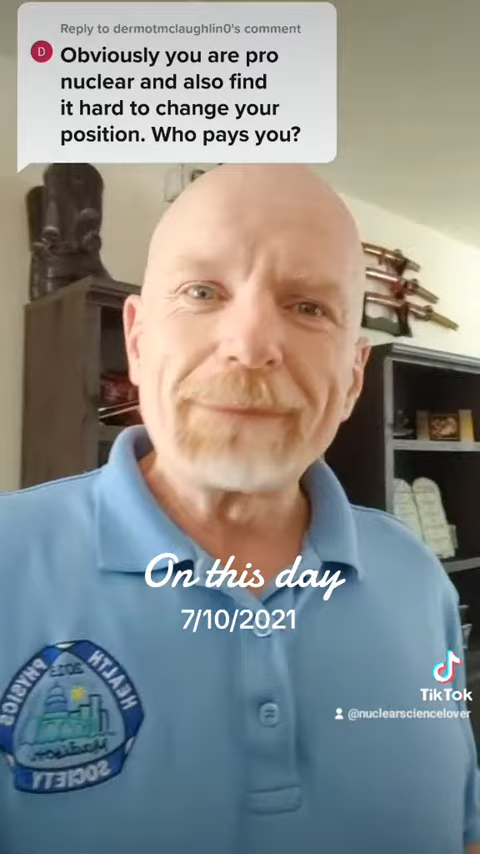 Reply to dermotmclaughlin0's comment
D
Obviously you are pro
nuclear and also find
it hard to change your
position. Who pays you?
On this day
7/10/2021
TikTok
@nuclearsciencelover
HEALTH
PHYSICS
2013
Madison
SOCIETY